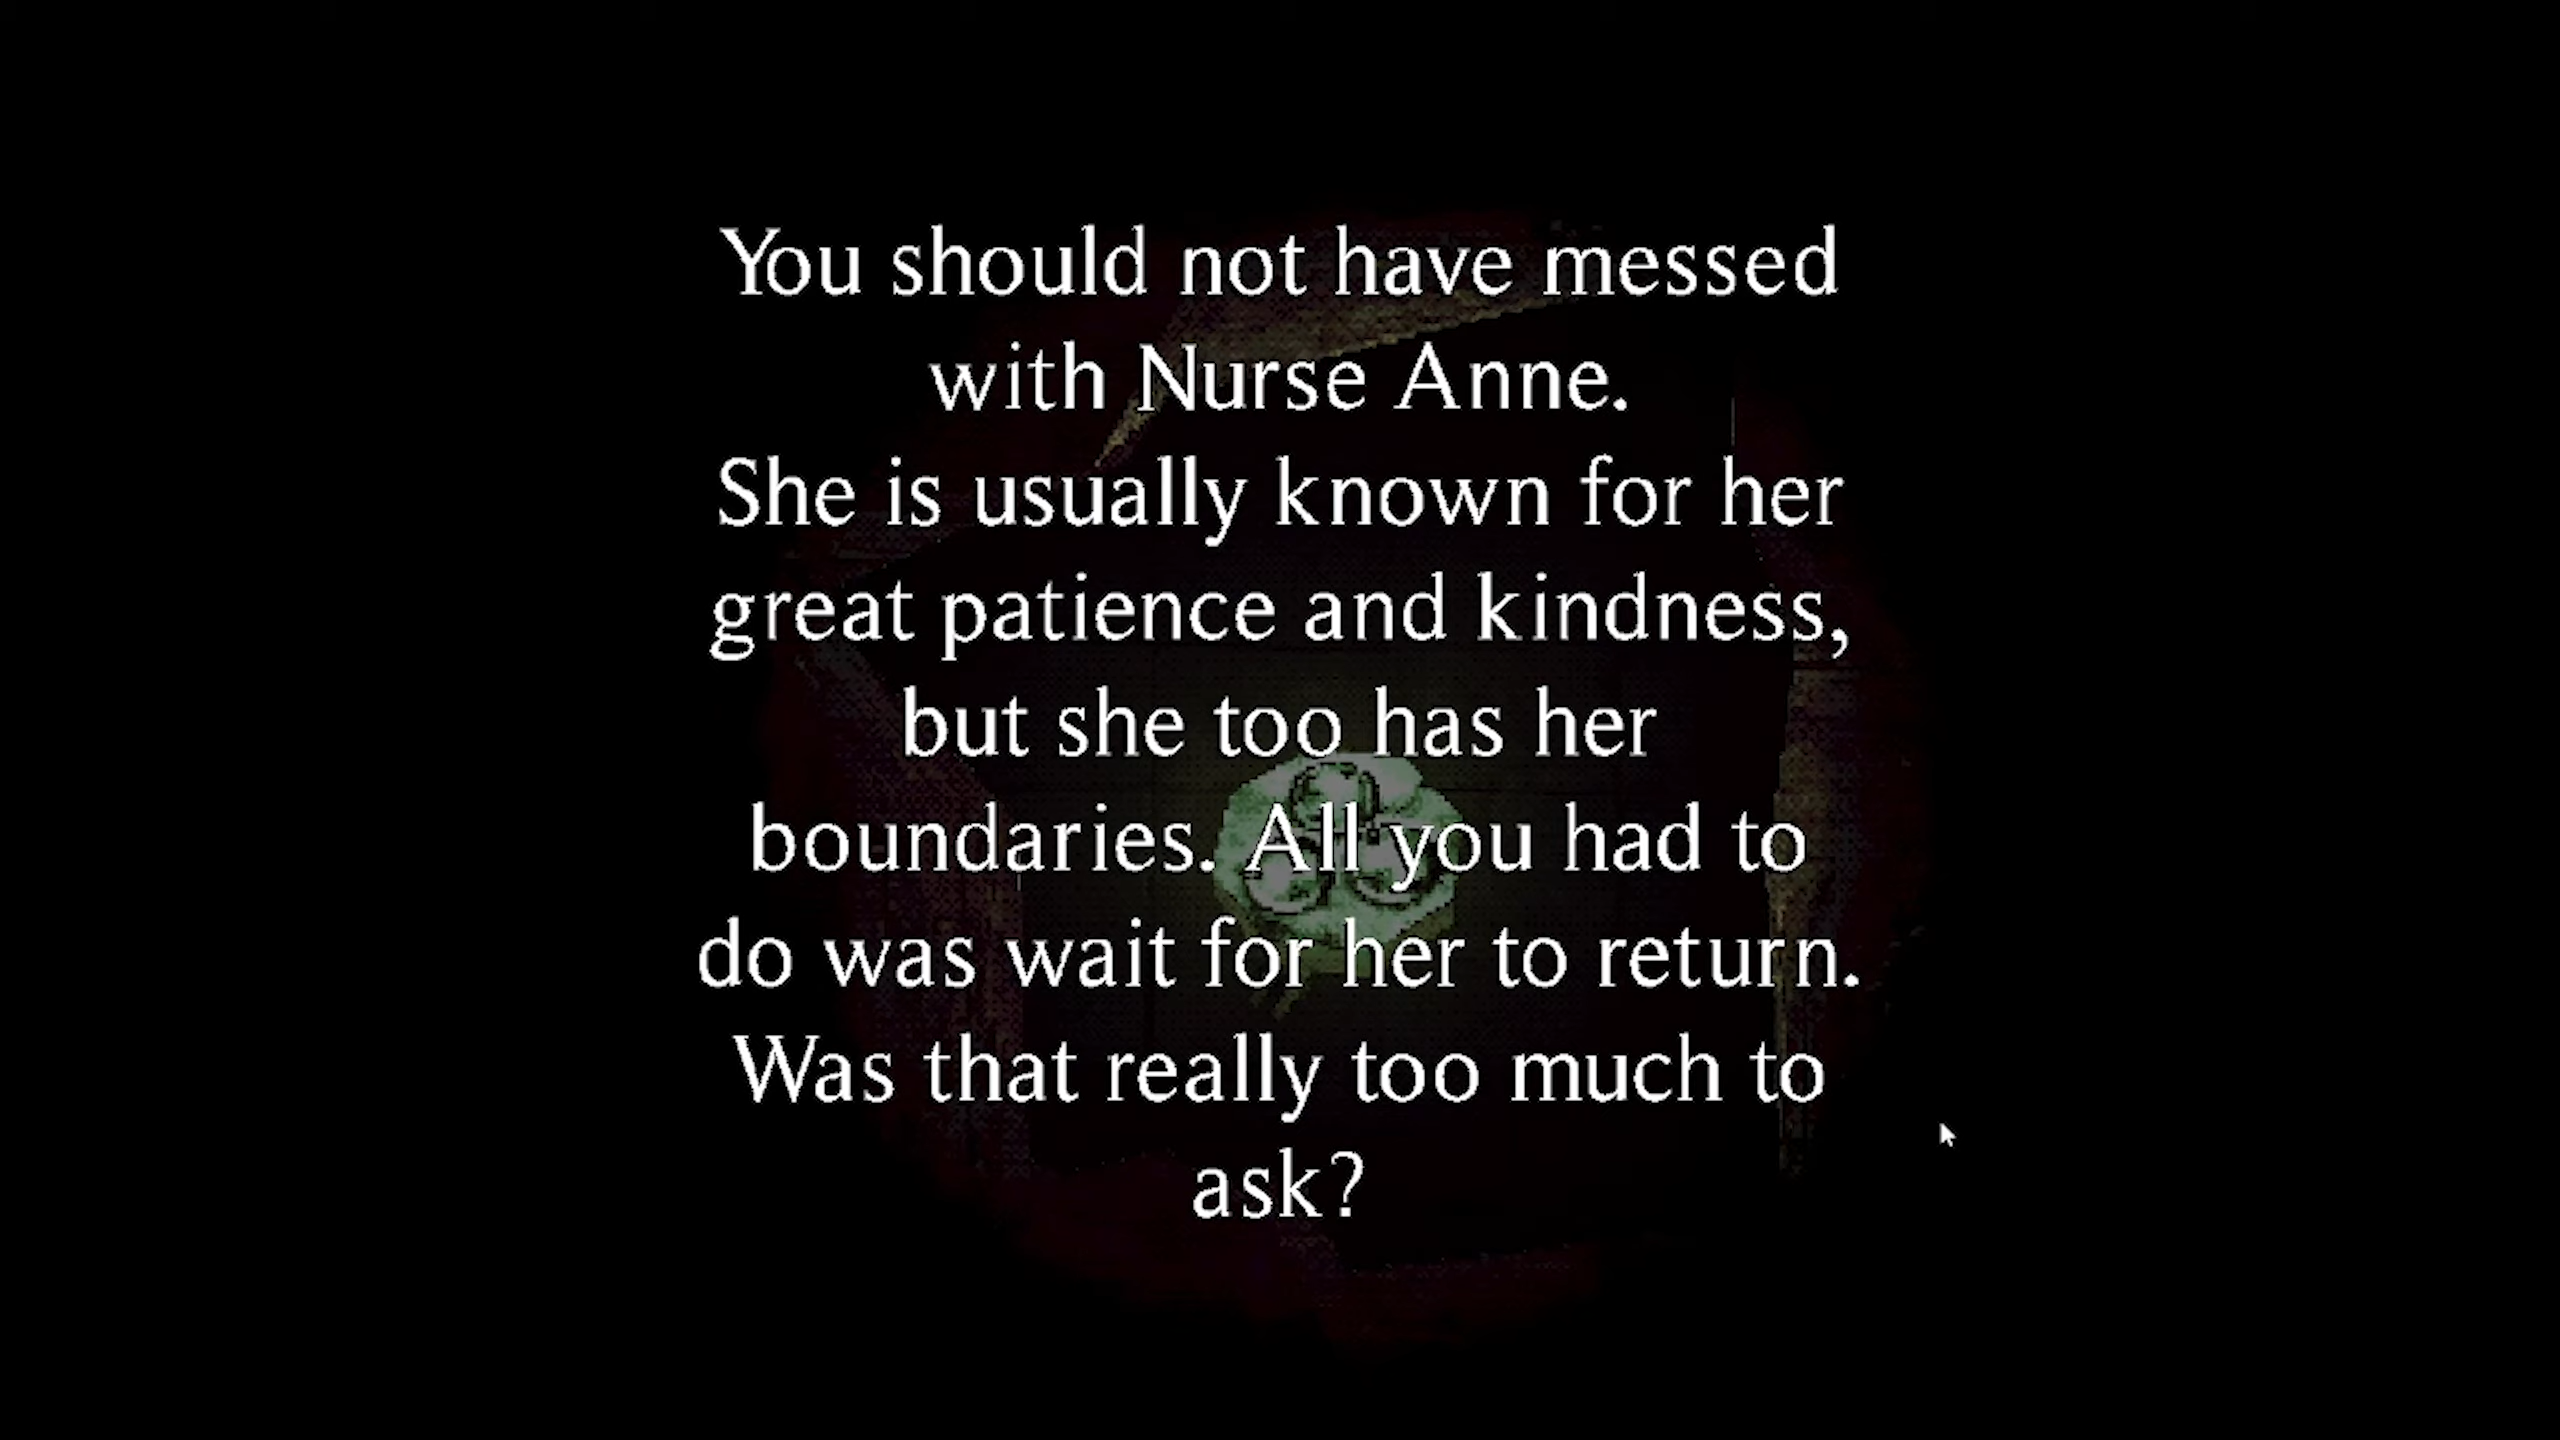 You should not have messed
with Nurse Anne.
She is usually known for her
great patience and kindness,
but she too has her
boundaries. All you had to
do was wait for her to return.
Was that really too much to
ask?